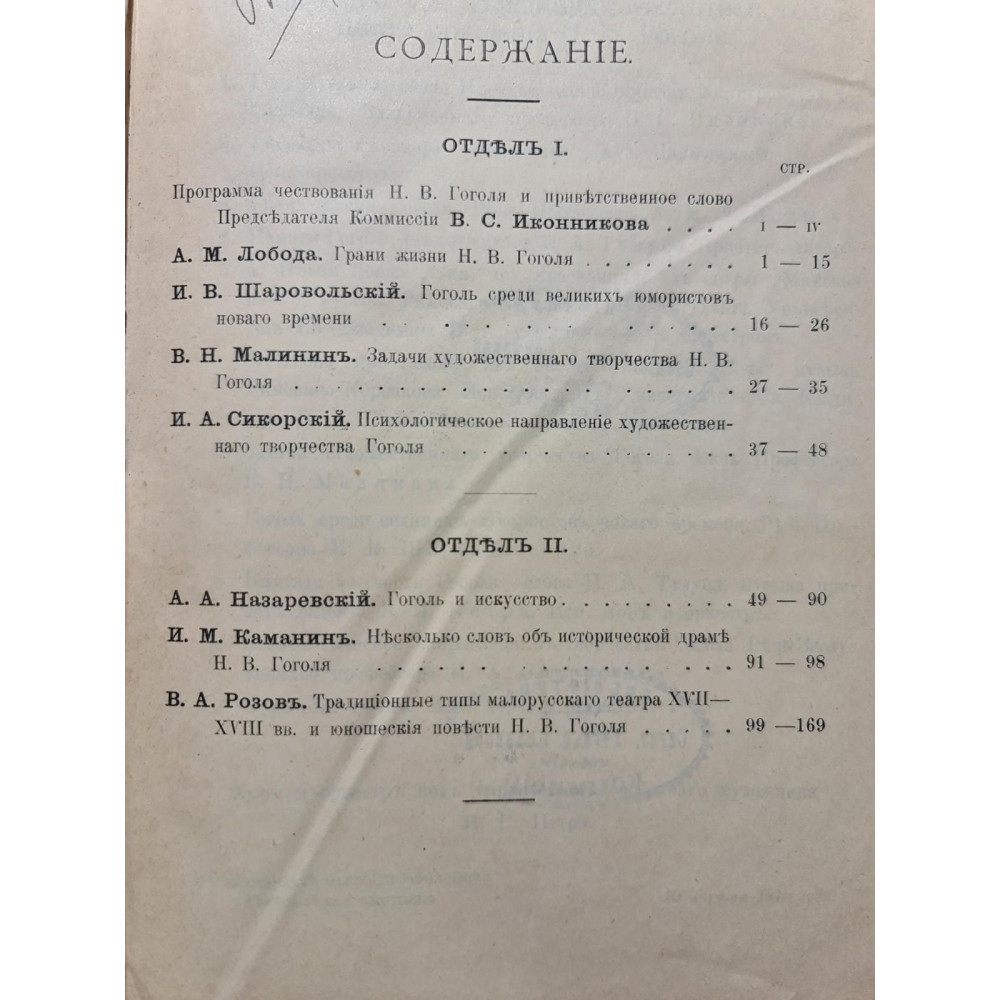 СОДЕРЖАНІЕ.
ОТДѢЛЪ I.
СТР.
Программа чествованія Н. В. Гоголя и привѣтственное слово
Предсѣдателя Коммиссіи В. С. Иконникова . . . . I — IV
А. М. Лобода. Грани жизни Н. В. Гоголя . . . . . . . . 1 — 15
И. В. Шаровольскій. Гоголь среди великихъ юмористовъ
новаго времени . . . . . . . . . . . . 16 — 26
В. Н. Малининъ. Задачи художественнаго творчества Н. В.
Гоголя . . . . . . . . . . . . . . . . . . . . . . 27 — 35
И. А. Сикорскій. Психологическое направленіе художествен-
наго творчества Гоголя . . . . . . . . . . . . . . 37 — 48
ОТДѢЛЪ II.
А. А. Назаревскій. Гоголь и искусство. . . . . . . . . . 49 — 90
И. М. Каманинъ. Нѣсколько словъ объ исторической драмѣ
Н. В. Гоголя . . . . . . . . . . . . . . . 91 — 98
В. А. Розовъ. Традиціонные типы малорусскаго театра XVII—
XVIII вв. и юношескія повѣсти Н. В. Гоголя . . . . . 99 —169